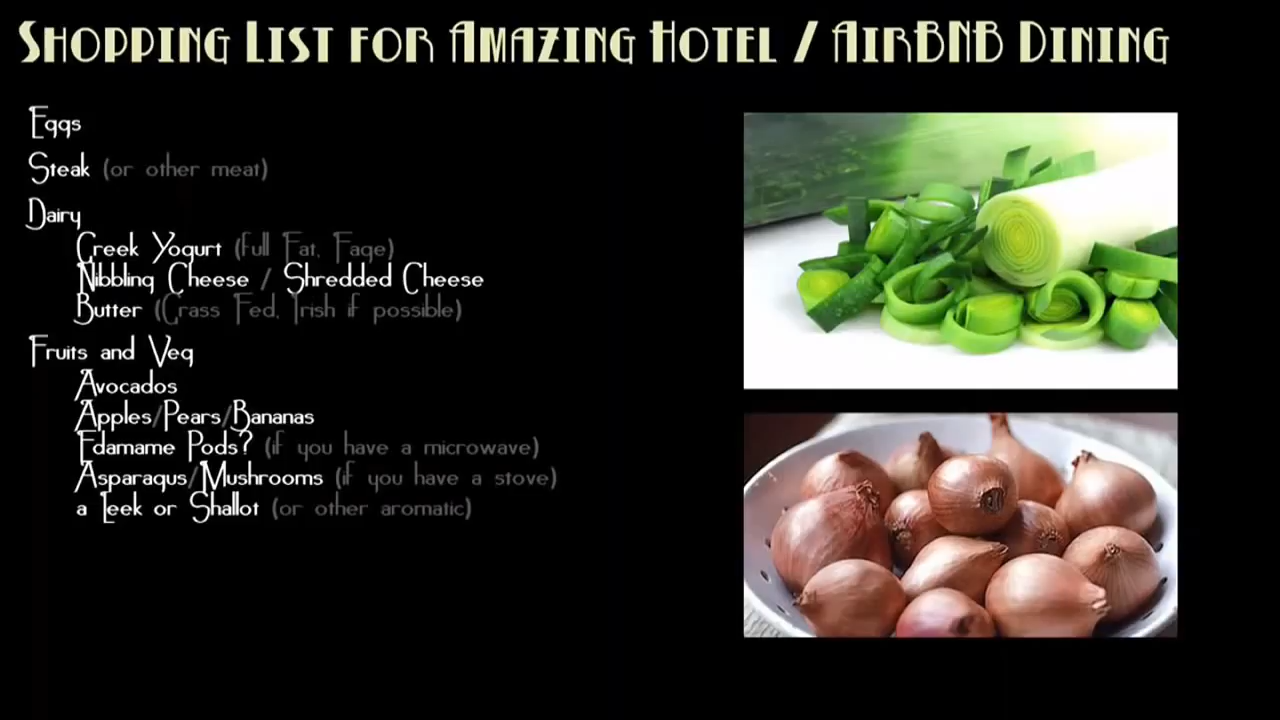 Shopping List for Amazing Hotel / AirBNB Dining
Eggs
Steak (or other meat)
Dairy
Greek Yogurt (Full Fat, Fage)
Nibbling Cheese / Shredded Cheese
Butter (Grass Fed, Irish if possible)
Fruits and Veg
Avocados
Apples/Pears/Bananas
Edamame Pods? (if you have a microwave)
Asparagus/Mushrooms (if you have a stove)
a Leek or Shallot (or other aromatic)